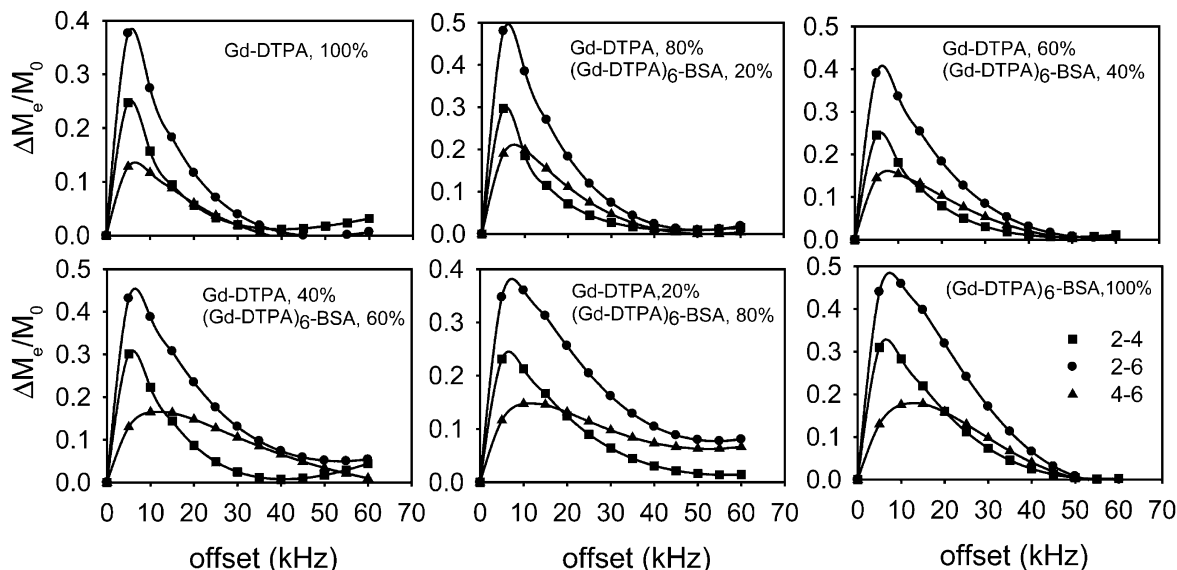 ΔMe/M0
0.4
0.3
0.2
0.1
0.0
Gd-DTPA, 100%
0.5
0.4
0.3
0.2
0.1
0.0
Gd-DTPA, 80%
(Gd-DTPA)6-BSA, 20%
0.5
0.4
0.3
0.2
0.1
0.0
Gd-DTPA, 60%
(Gd-DTPA)6-BSA, 40%
ΔMe/M0
0.5
0.4
0.3
0.2
0.1
0.0
Gd-DTPA, 40%
(Gd-DTPA)6-BSA, 60%
0 10 20 30 40 50 60 70
offset (kHz)
0.4
0.3
0.2
0.1
0.0
Gd-DTPA,20%
(Gd-DTPA)6-BSA, 80%
0 10 20 30 40 50 60 70
offset (kHz)
0.5
0.4
0.3
0.2
0.1
0.0
(Gd-DTPA)6-BSA,100%
2-4
2-6
4-6
0 10 20 30 40 50 60 70
offset (kHz)